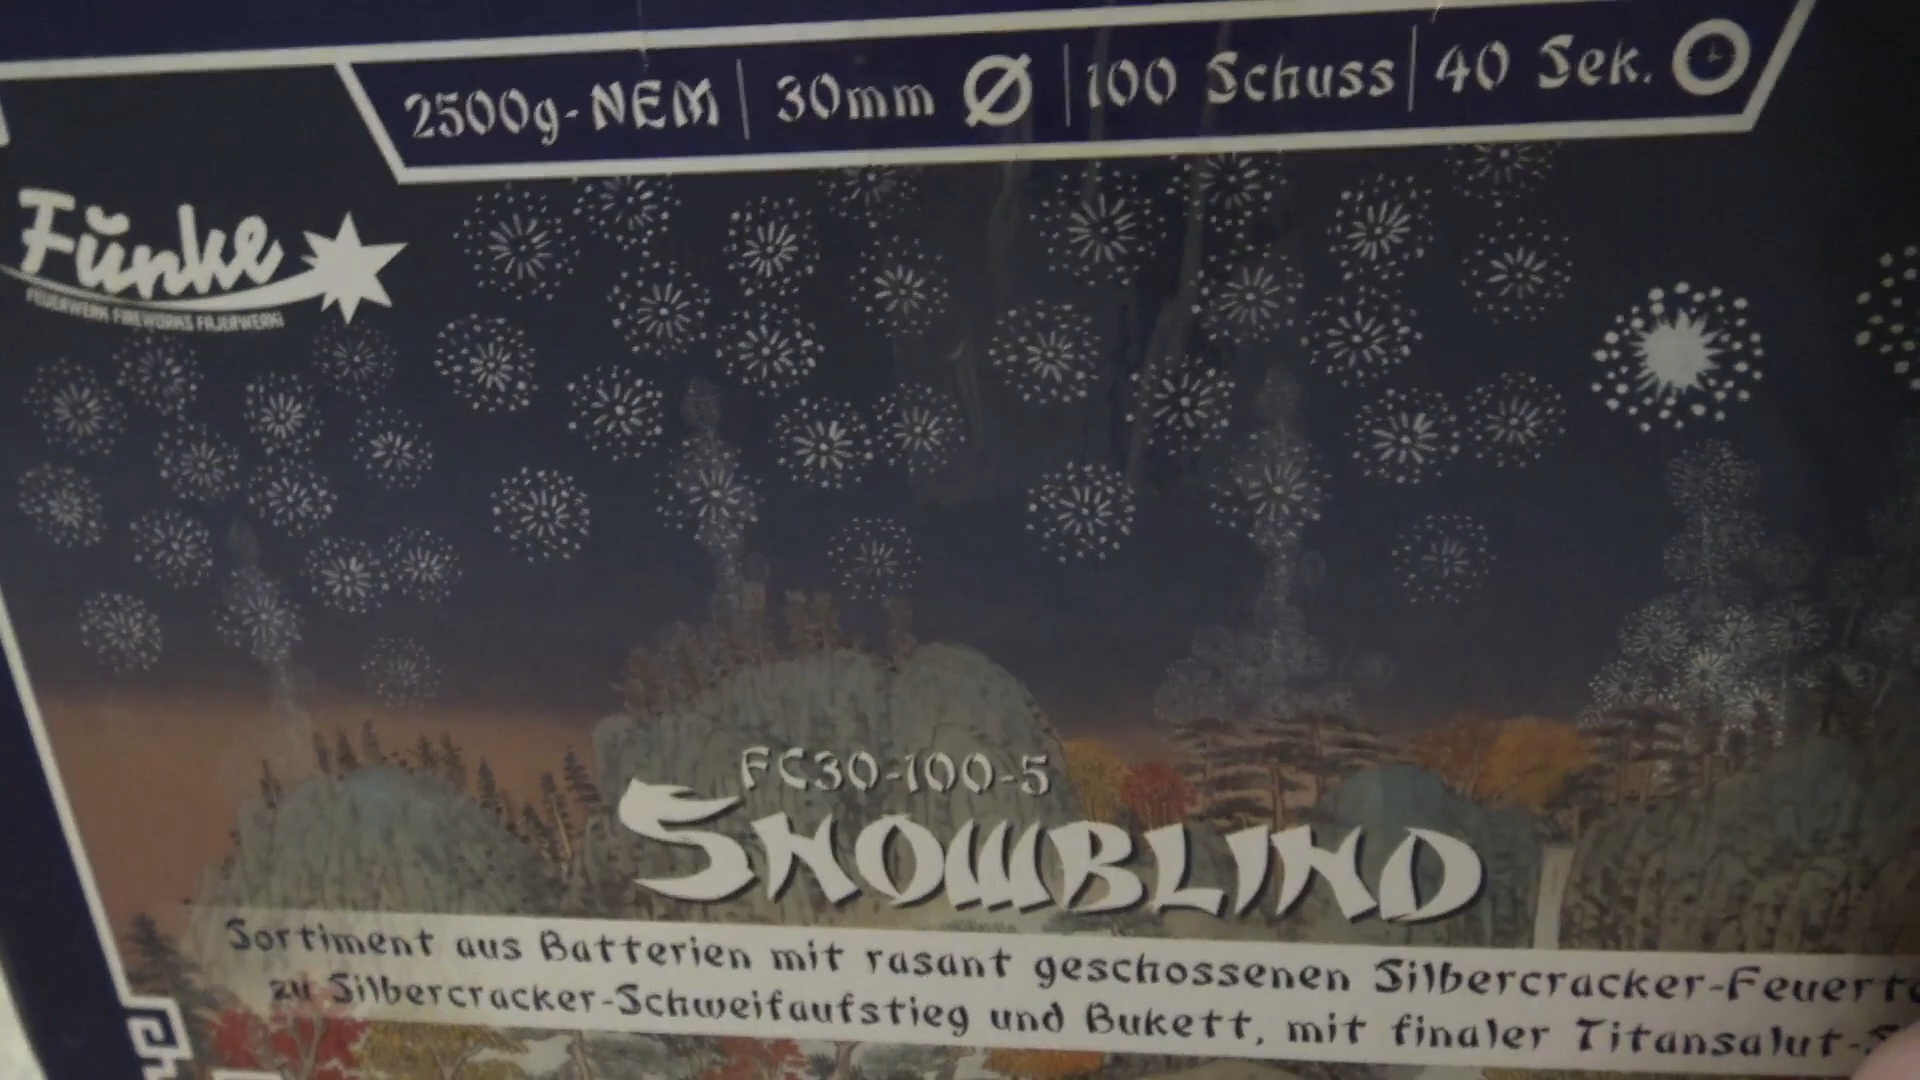 2500g-NEM | 30mm Ø | 100 Schuss | 40 Sek.
Funke
FEUERWERK FIREWORKS FAJERWERKI
FC30-100-5
SNOWBLIND
Sortiment aus Batterien mit rasant geschossenen Silbercracker-Feuert
zu Silbercracker-Schweifaufstieg und Bukett, mit finaler Titansalut-